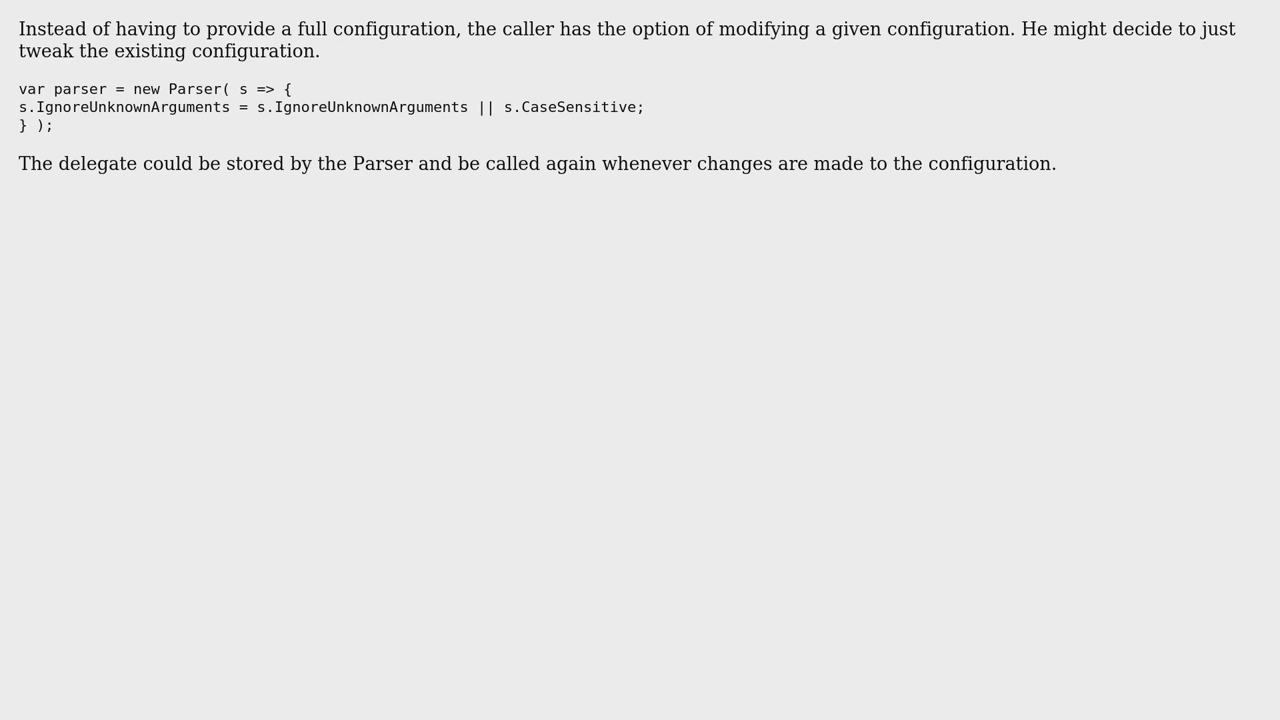 Instead of having to provide a full configuration, the caller has the option of modifying a given configuration. He might decide to just
tweak the existing configuration.
var parser = new Parser( s => {
s.IgnoreUnknownArguments = s.IgnoreUnknownArguments || s.CaseSensitive;
} );
The delegate could be stored by the Parser and be called again whenever changes are made to the configuration.